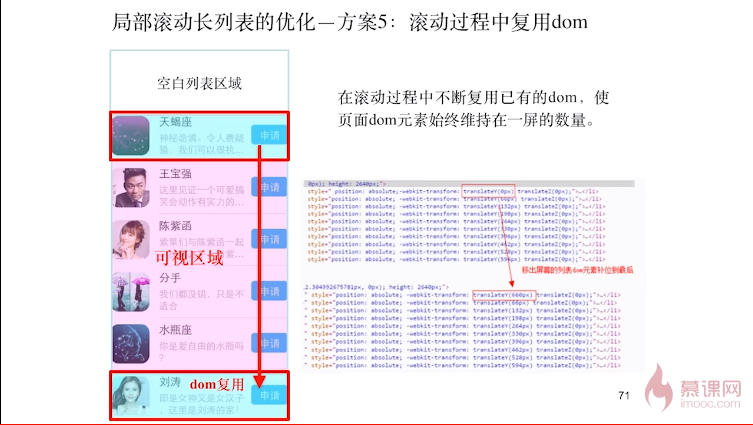 局部滚动长列表的优化—方案5：滚动过程中复用dom
空白列表区域
天蝎座
神秘诡谲，令人费疑
猜，我们可以很执…
申请
王宝强
这里见证一个可爱搞
笑会动作有实力的…
申请
陈紫函
紫菫们与陈紫函一起
申请
可视区域
分手
我们都没错，只是不
适合
申请
水瓶座
你是爱自由的水瓶吗
？
申请
刘涛
即是女神又是女汉子
，这里是刘涛的家！
申请
dom复用
在滚动过程中不断复用已有的dom，使
页面dom元素始终维持在一屏的数量。
0px); height: 2640px;">
style=" position: absolute; -webkit-transform: translateY(0px) translateZ(0px);">…</li>
style="position: absolute; -webkit-transform: translateY(66px) translateZ(0px);">…</li>
style="position: absolute; -webkit-transform: translateY(132px) translateZ(0px);">…</li>
style="position: absolute; -webkit-transform: translateY(198px) translateZ(0px);">…</li>
style="position: absolute; -webkit-transform: translateY(264px) translateZ(0px);">…</li>
style="position: absolute; -webkit-transform: translateY(330px) translateZ(0px);">…</li>
style="position: absolute; -webkit-transform: translateY(396px) translateZ(0px);">…</li>
style="position: absolute; -webkit-transform: translateY(462px) translateZ(0px);">…</li>
style="position: absolute; -webkit-transform: translateY(528px) translateZ(0px);">…</li>
style="position: absolute; -webkit-transform: translateY(594px) translateZ(0px);">…</li>
移出屏幕的列表dom元素补位到最后
2.304992675781px, 0px); height: 2640px;">
" style="position: absolute; -webkit-transform: translateY(660px) translateZ(0px);">…</li>
" style="position: absolute; -webkit-transform: translateY(66px) translateZ(0px);">…</li>
" style="position: absolute; -webkit-transform: translateY(132px) translateZ(0px);">…</li>
" style="position: absolute; -webkit-transform: translateY(198px) translateZ(0px);">…</li>
" style="position: absolute; -webkit-transform: translateY(264px) translateZ(0px);">…</li>
" style="position: absolute; -webkit-transform: translateY(330px) translateZ(0px);">…</li>
" style="position: absolute; -webkit-transform: translateY(396px) translateZ(0px);">…</li>
" style="position: absolute; -webkit-transform: translateY(462px) translateZ(0px);">…</li>
" style="position: absolute; -webkit-transform: translateY(528px) translateZ(0px);">…</li>
" style="position: absolute; -webkit-transform: translateY(594px) translateZ(0px);">…</li>
71
慕课网
imooc.com